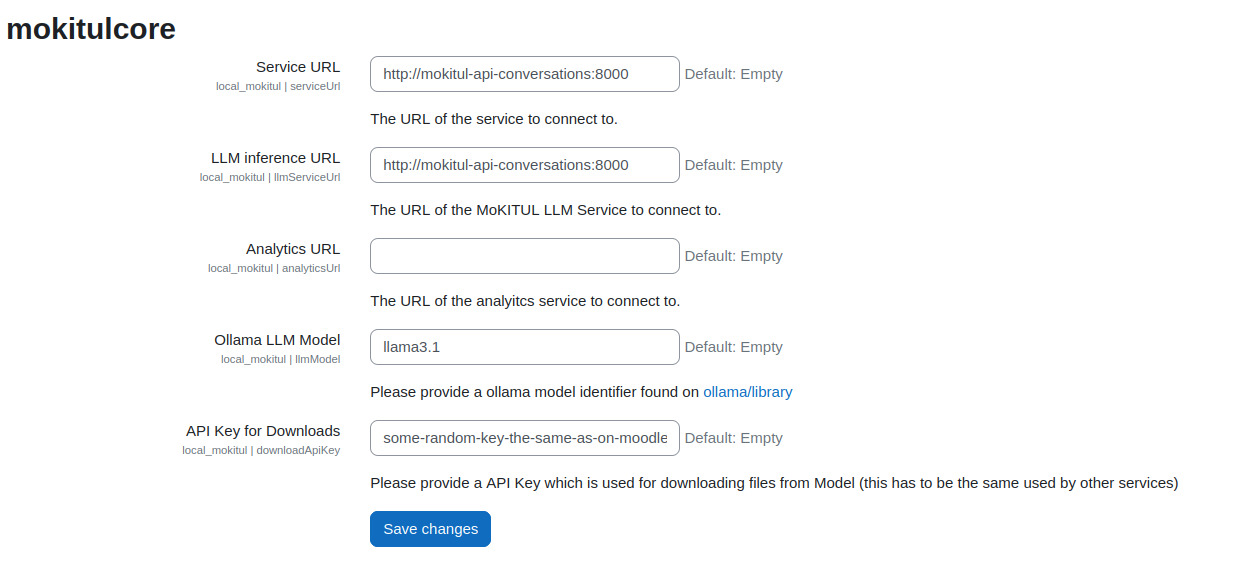 mokitulcore
Service URL
local_mokitul | serviceUrl
http://mokitul-api-conversations:8000
Default: Empty
The URL of the service to connect to.
LLM inference URL
local_mokitul | llmServiceUrl
http://mokitul-api-conversations:8000
Default: Empty
The URL of the MoKITUL LLM Service to connect to.
Analytics URL
local_mokitul | analyticsUrl
Default: Empty
The URL of the analyitcs service to connect to.
Ollama LLM Model
local_mokitul | llmModel
llama3.1
Default: Empty
Please provide a ollama model identifier found on ollama/library
API Key for Downloads
local_mokitul | downloadApiKey
some-random-key-the-same-as-on-moodle
Default: Empty
Please provide a API Key which is used for downloading files from Model (this has to be the same used by other services)
Save changes